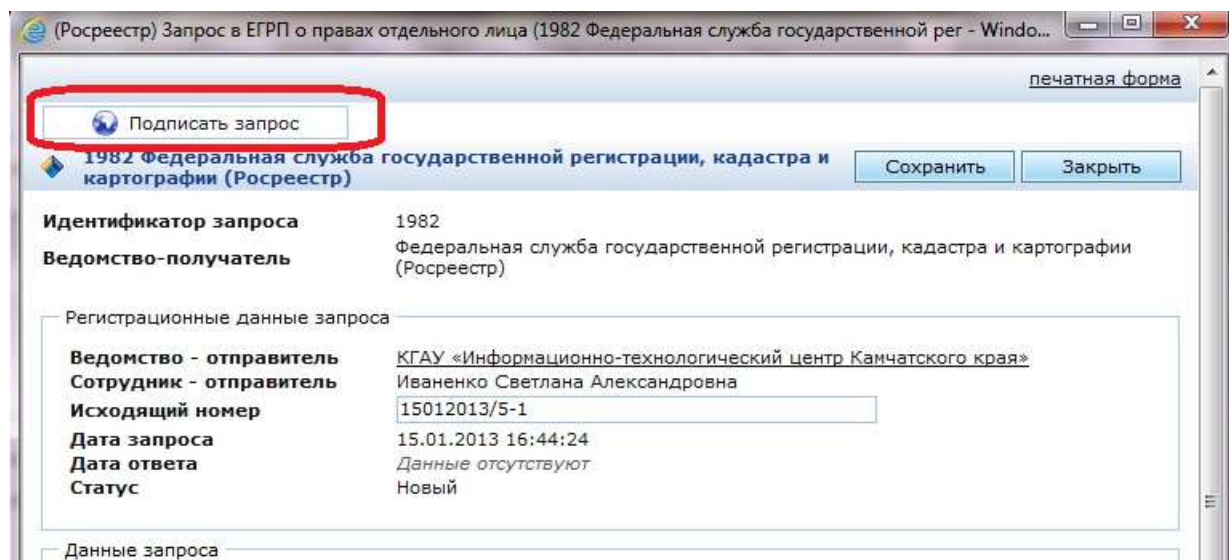 (Росреестр) Запрос в ЕГРП о правах отдельного лица (1982 Федеральная служба государственной рег - Windo...
печатная форма
Подписать запрос
1982 Федеральная служба государственной регистрации, кадастра и
картографии (Росреестр)
Сохранить
Закрыть
Идентификатор запроса 1982
Ведомство-получатель Федеральная служба государственной регистрации, кадастра и картографии
(Росреестр)
Регистрационные данные запроса
Ведомство - отправитель КГАУ «Информационно-технологический центр Камчатского края»
Сотрудник - отправитель Иваненко Светлана Александровна
Исходящий номер 15012013/5-1
Дата запроса 15.01.2013 16:44:24
Дата ответа Данные отсутствуют
Статус Новый
Данные запроса